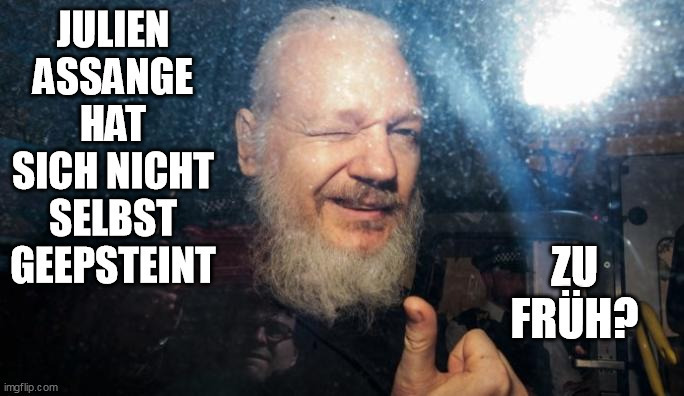 JULIEN
ASSANGE
HAT
SICH NICHT
SELBST
GEEPSTEINT
ZU
FRÜH?
imgflip.com